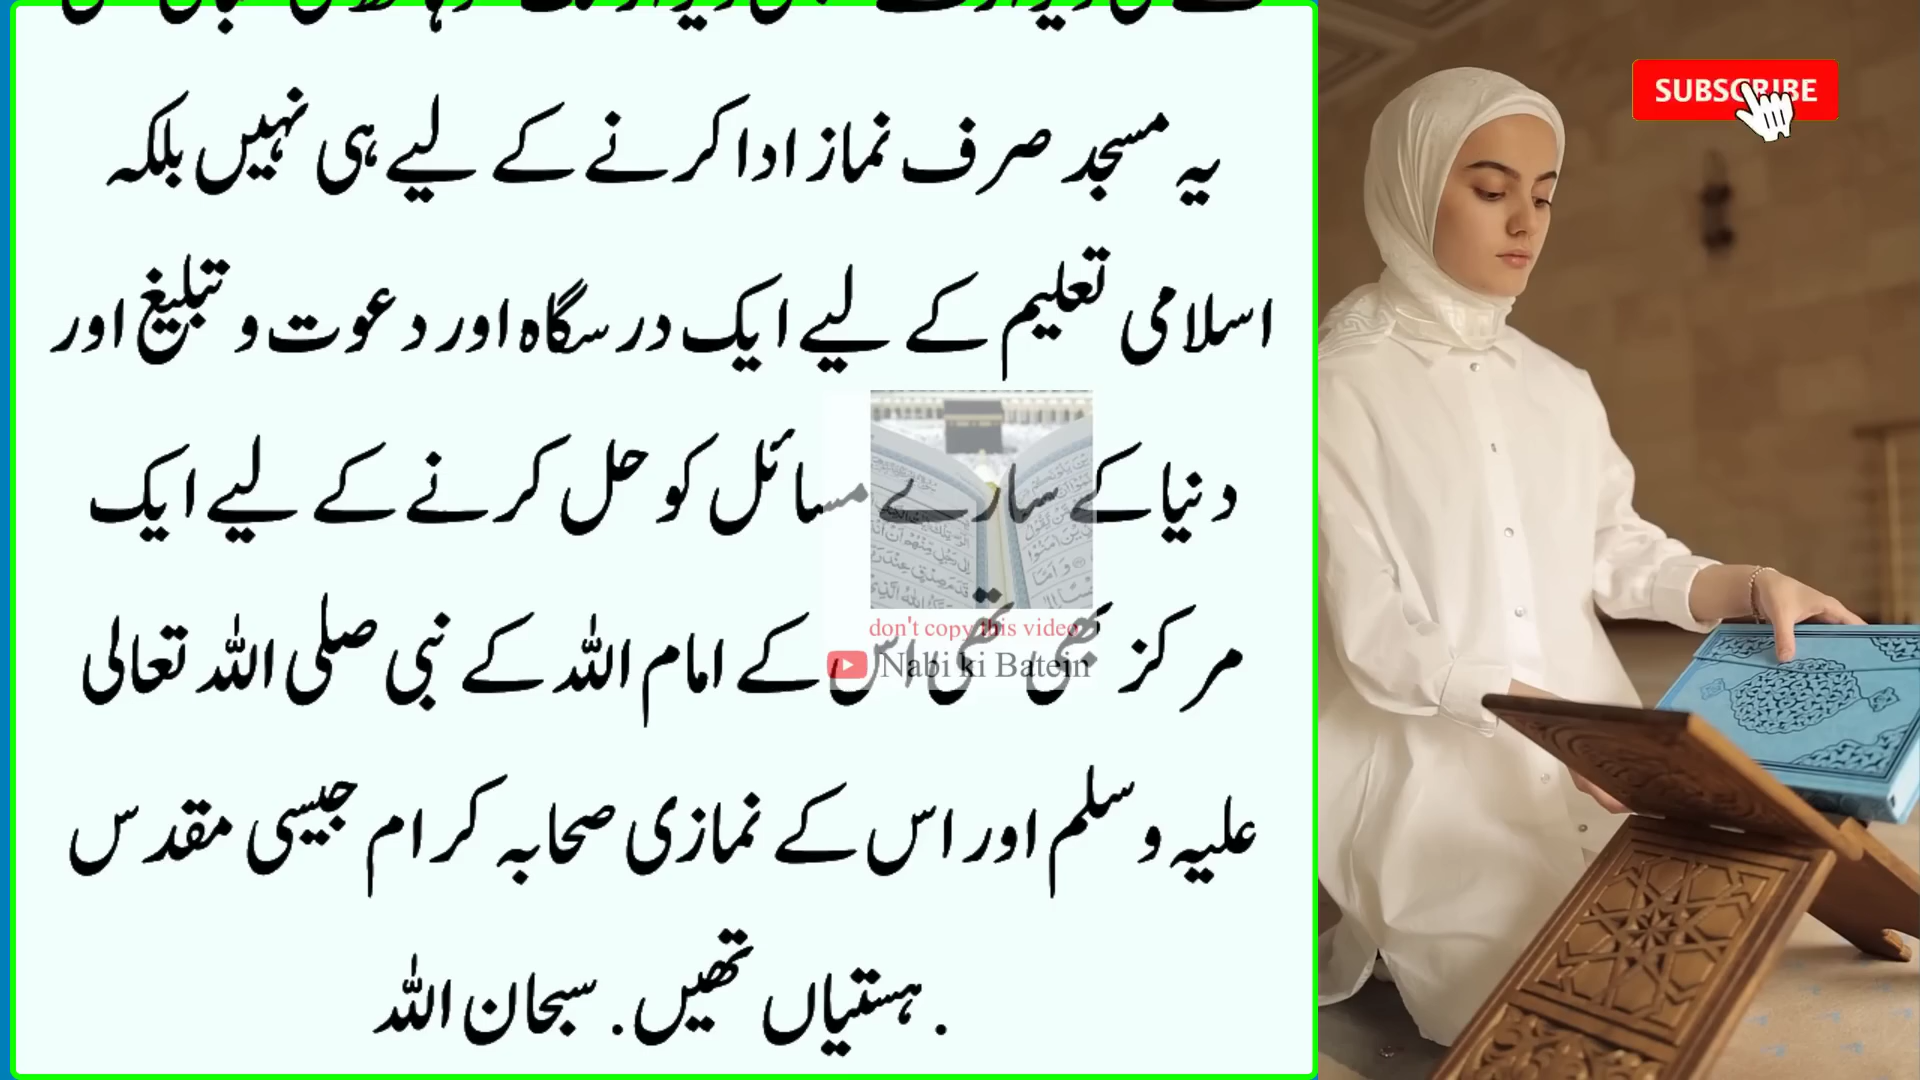 یہ مسجد صرف نماز ادا کرنے کے لیے ہی نہیں بلکہ
اسلامی تعلیم کے لیے ایک درسگاہ اور دعوت و تبلیغ اور
دنیا کے سارے مسائل کو حل کرنے کے لیے ایک
مرکز بھی تھی اس کے امام اللہ کے نبی صلی اللہ تعالی
علیہ وسلم اور اس کے نمازی صحابہ کرام جیسی مقدس
ہستیاں تھیں. سبحان اللہ.
don't copy this video
Nabi ki Batein
SUBSCRIBE